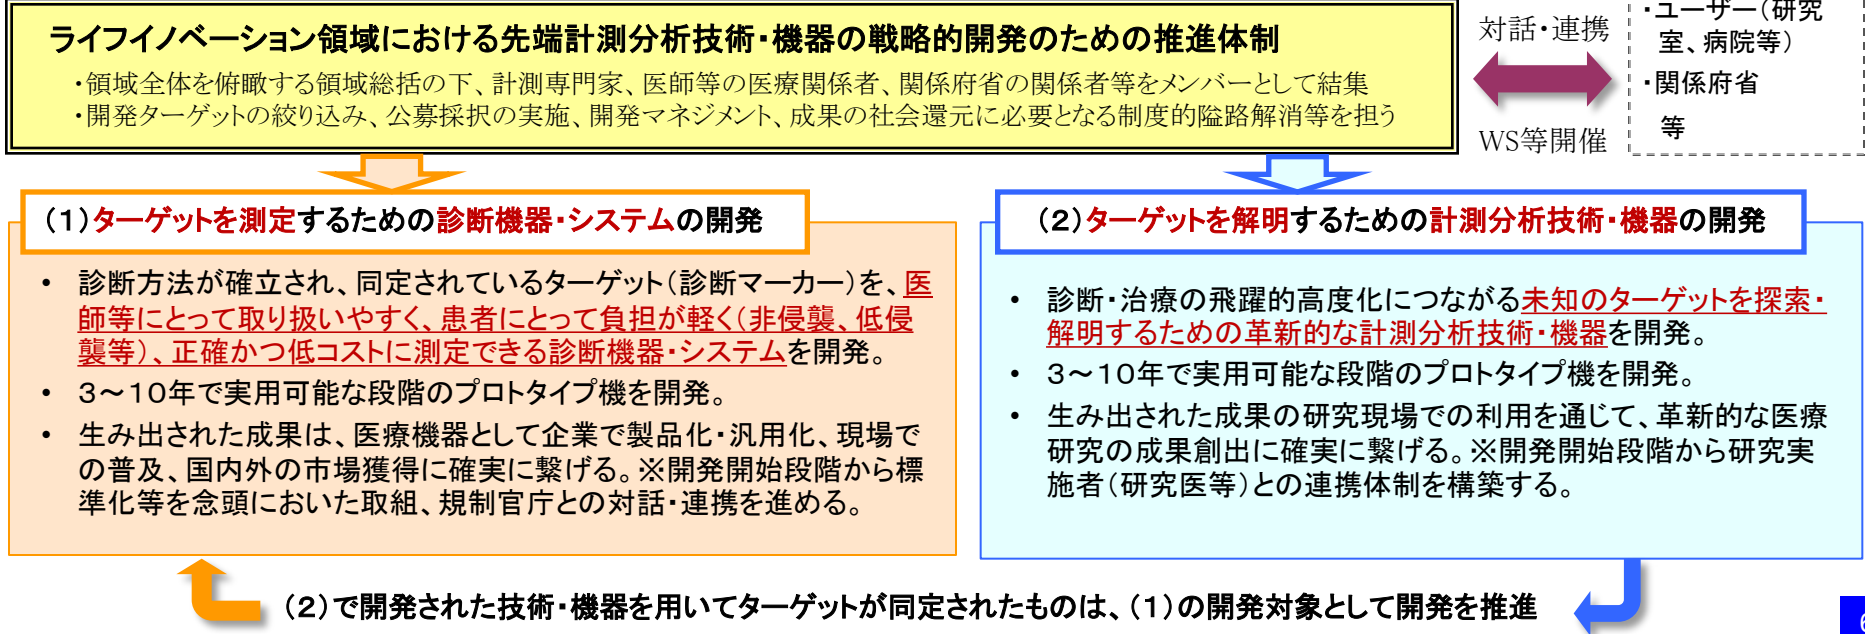 ライフイノベーション領域における先端計測分析技術・機器の戦略的開発のための推進体制
・領域全体を俯瞰する領域総括の下、計測専門家、医師等の医療関係者、関係府省の関係者等をメンバーとして結集
・開発ターゲットの絞り込み、公募採択の実施、開発マネジメント、成果の社会還元に必要となる制度的隘路解消等を担う
対話・連携
WS等開催
・ユーザー（研究
室、病院等）
・関係府省
等
（１）ターゲットを測定するための診断機器・システムの開発
• 診断方法が確立され、同定されているターゲット（診断マーカー）を、医
師等にとって取り扱いやすく、患者にとって負担が軽く（非侵襲、低侵
襲等）、正確かつ低コストに測定できる診断機器・システムを開発。
• ３～１０年で実用可能な段階のプロトタイプ機を開発。
• 生み出された成果は、医療機器として企業で製品化・汎用化、現場で
の普及、国内外の市場獲得に確実に繋げる。※開発開始段階から標
準化等を念頭においた取組、規制官庁との対話・連携を進める。
（２）ターゲットを解明するための計測分析技術・機器の開発
• 診断・治療の飛躍的高度化につながる未知のターゲットを探索・
解明するための革新的な計測分析技術・機器を開発。
• ３～１０年で実用可能な段階のプロトタイプ機を開発。
• 生み出された成果の研究現場での利用を通じて、革新的な医療
研究の成果創出に確実に繋げる。※開発開始段階から研究実
施者（研究医等）との連携体制を構築する。
（２）で開発された技術・機器を用いてターゲットが同定されたものは、（１）の開発対象として開発を推進